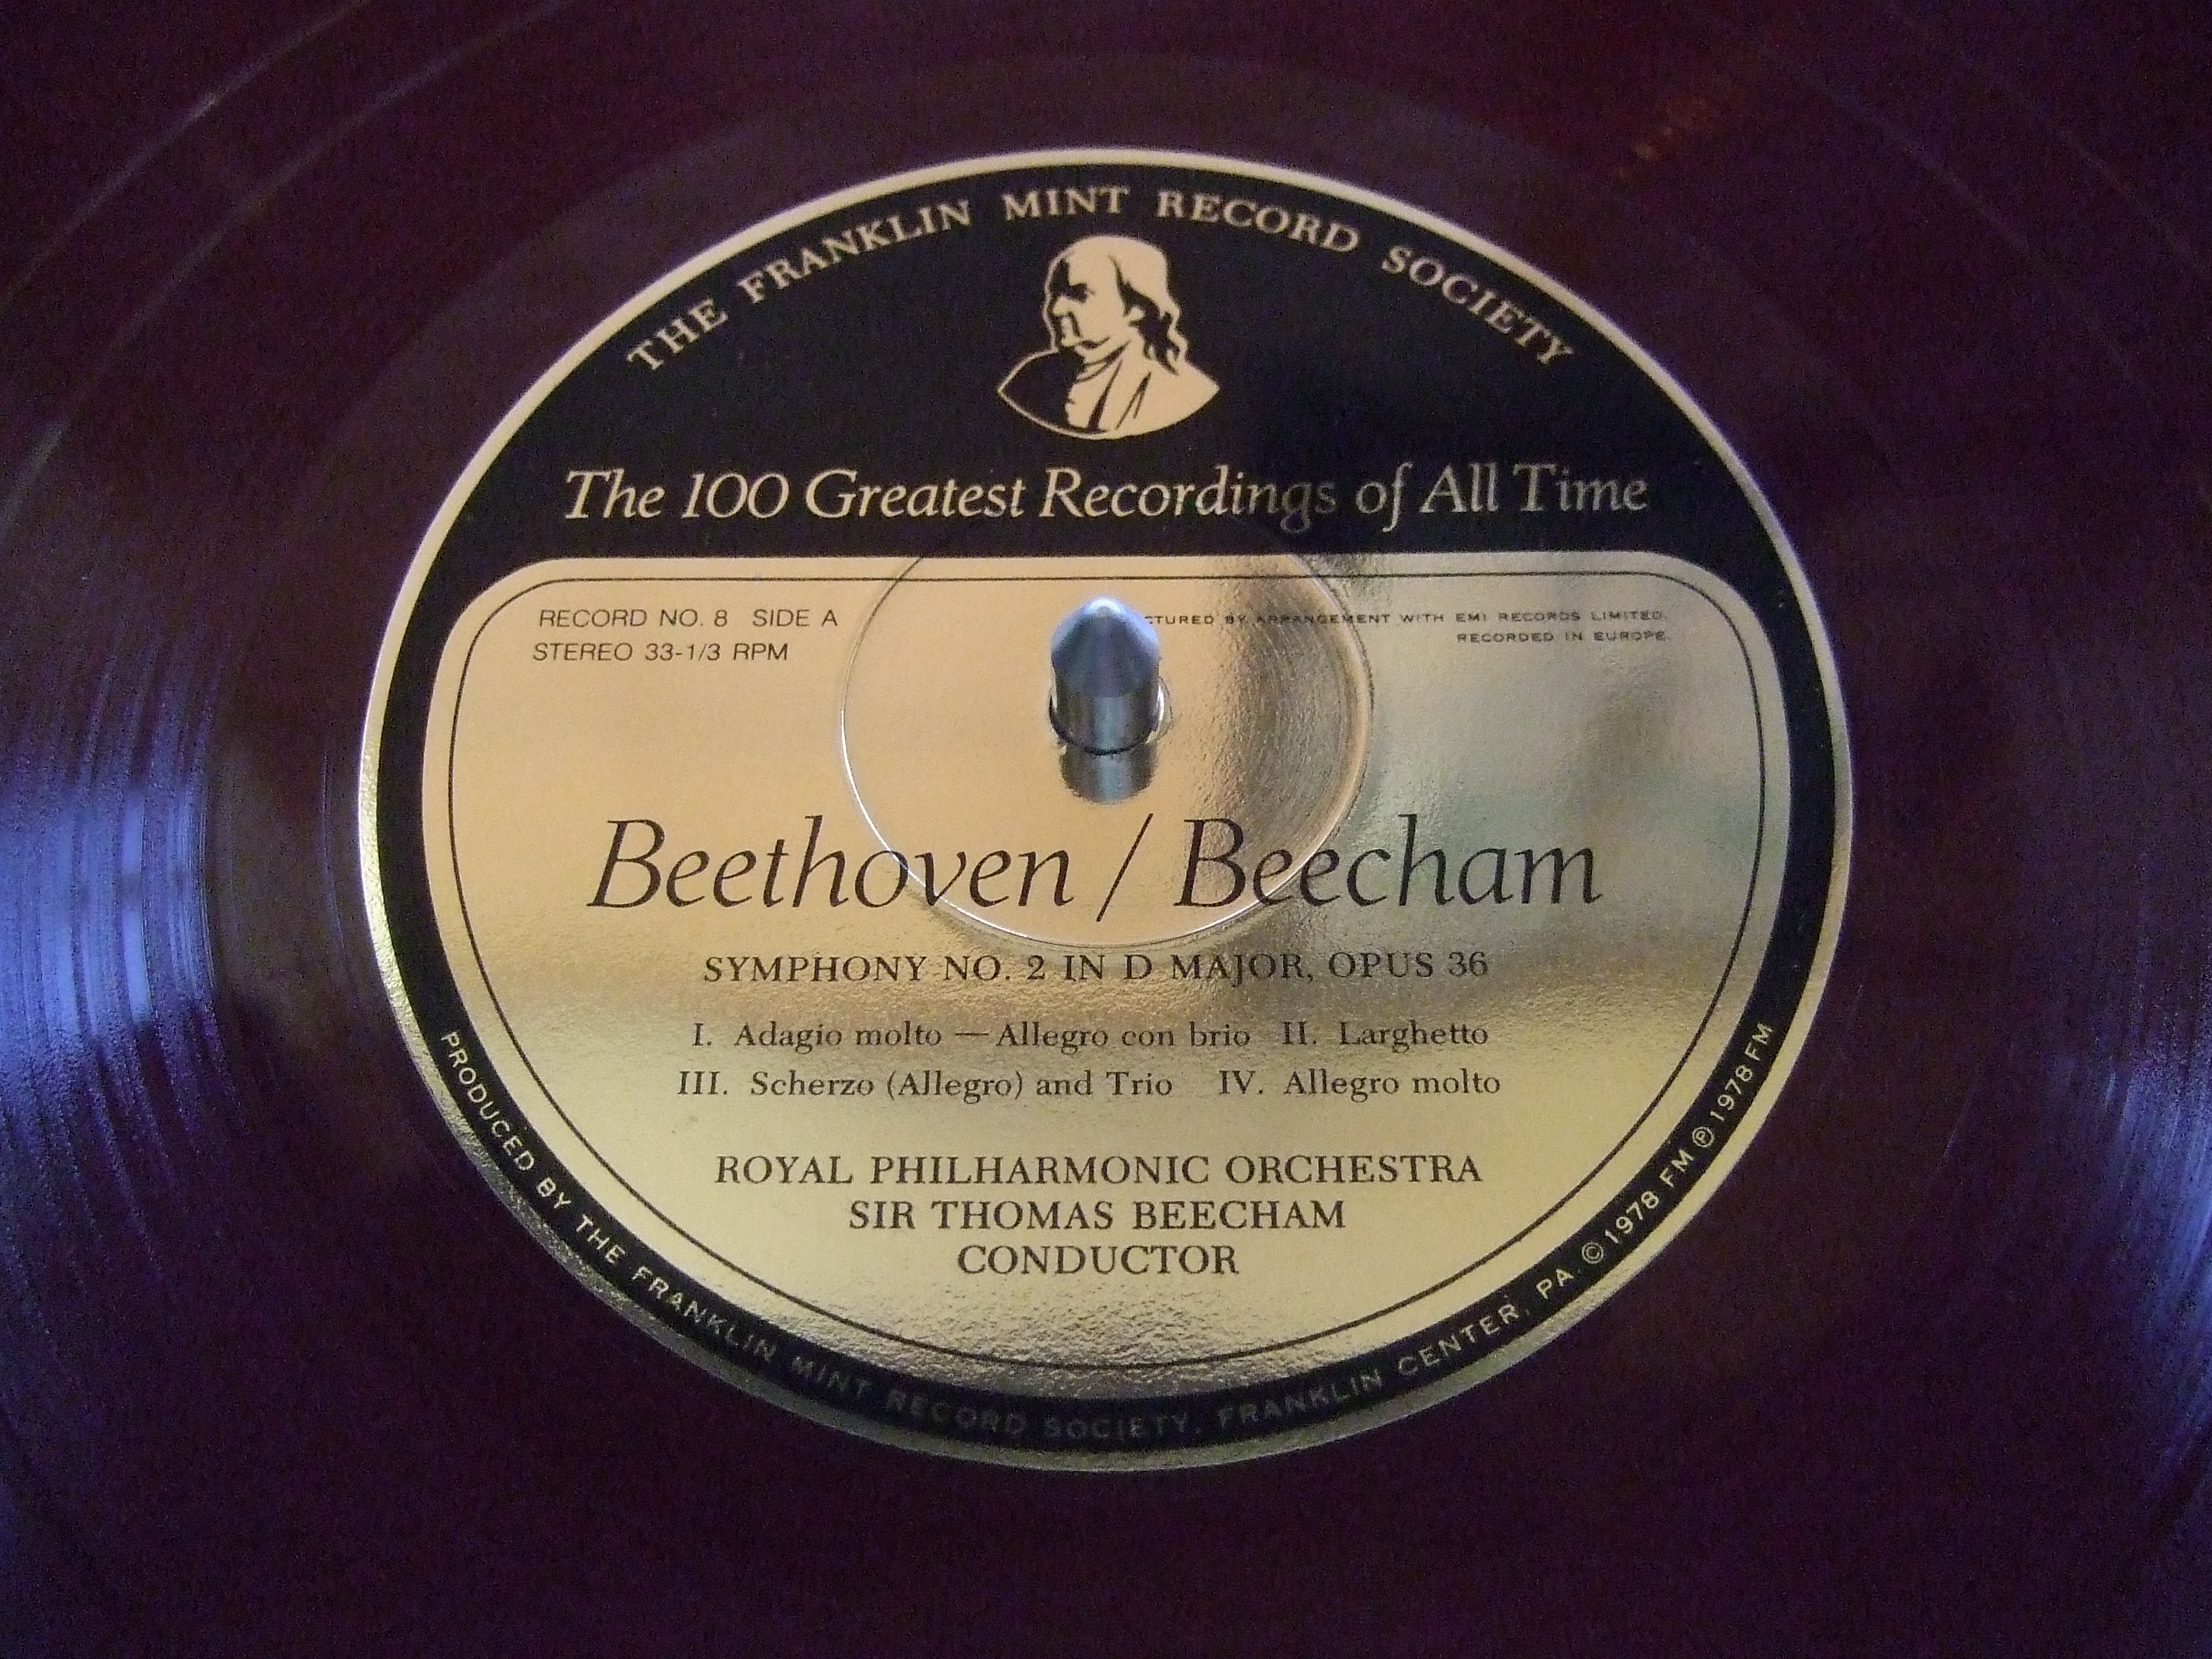 THE FRANKLIN MINT RECORD SOCIETY
The 100 Greatest Recordings of All Time
RECORD NO. 8 SIDE A
STEREO 33-1/3 RPM
BY ARRANGEMENT WITH EMI RECORDS LIMITED.
RECORDED IN EUROPE.
Beethoven / Beecham
SYMPHONY NO. 2 IN D MAJOR, OPUS 36
I. Adagio molto — Allegro con brio II. Larghetto
III. Scherzo (Allegro) and Trio IV. Allegro molto
ROYAL PHILHARMONIC ORCHESTRA
SIR THOMAS BEECHAM
CONDUCTOR
PRODUCED BY THE FRANKLIN MINT RECORD SOCIETY, FRANKLIN CENTER, PA. © 1978 FM ℗ 1978 FM